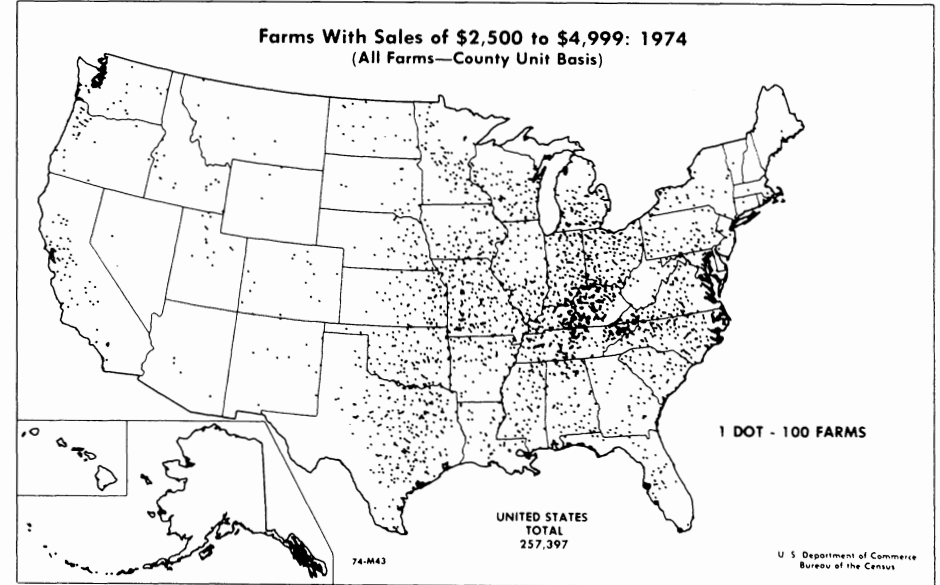 Farms With Sales of $2,500 to $4,999: 1974
(All Farms—County Unit Basis)
1 DOT - 100 FARMS
UNITED STATES
TOTAL
257,397
74-M43
U S Department of Commerce
Bureau of the Census